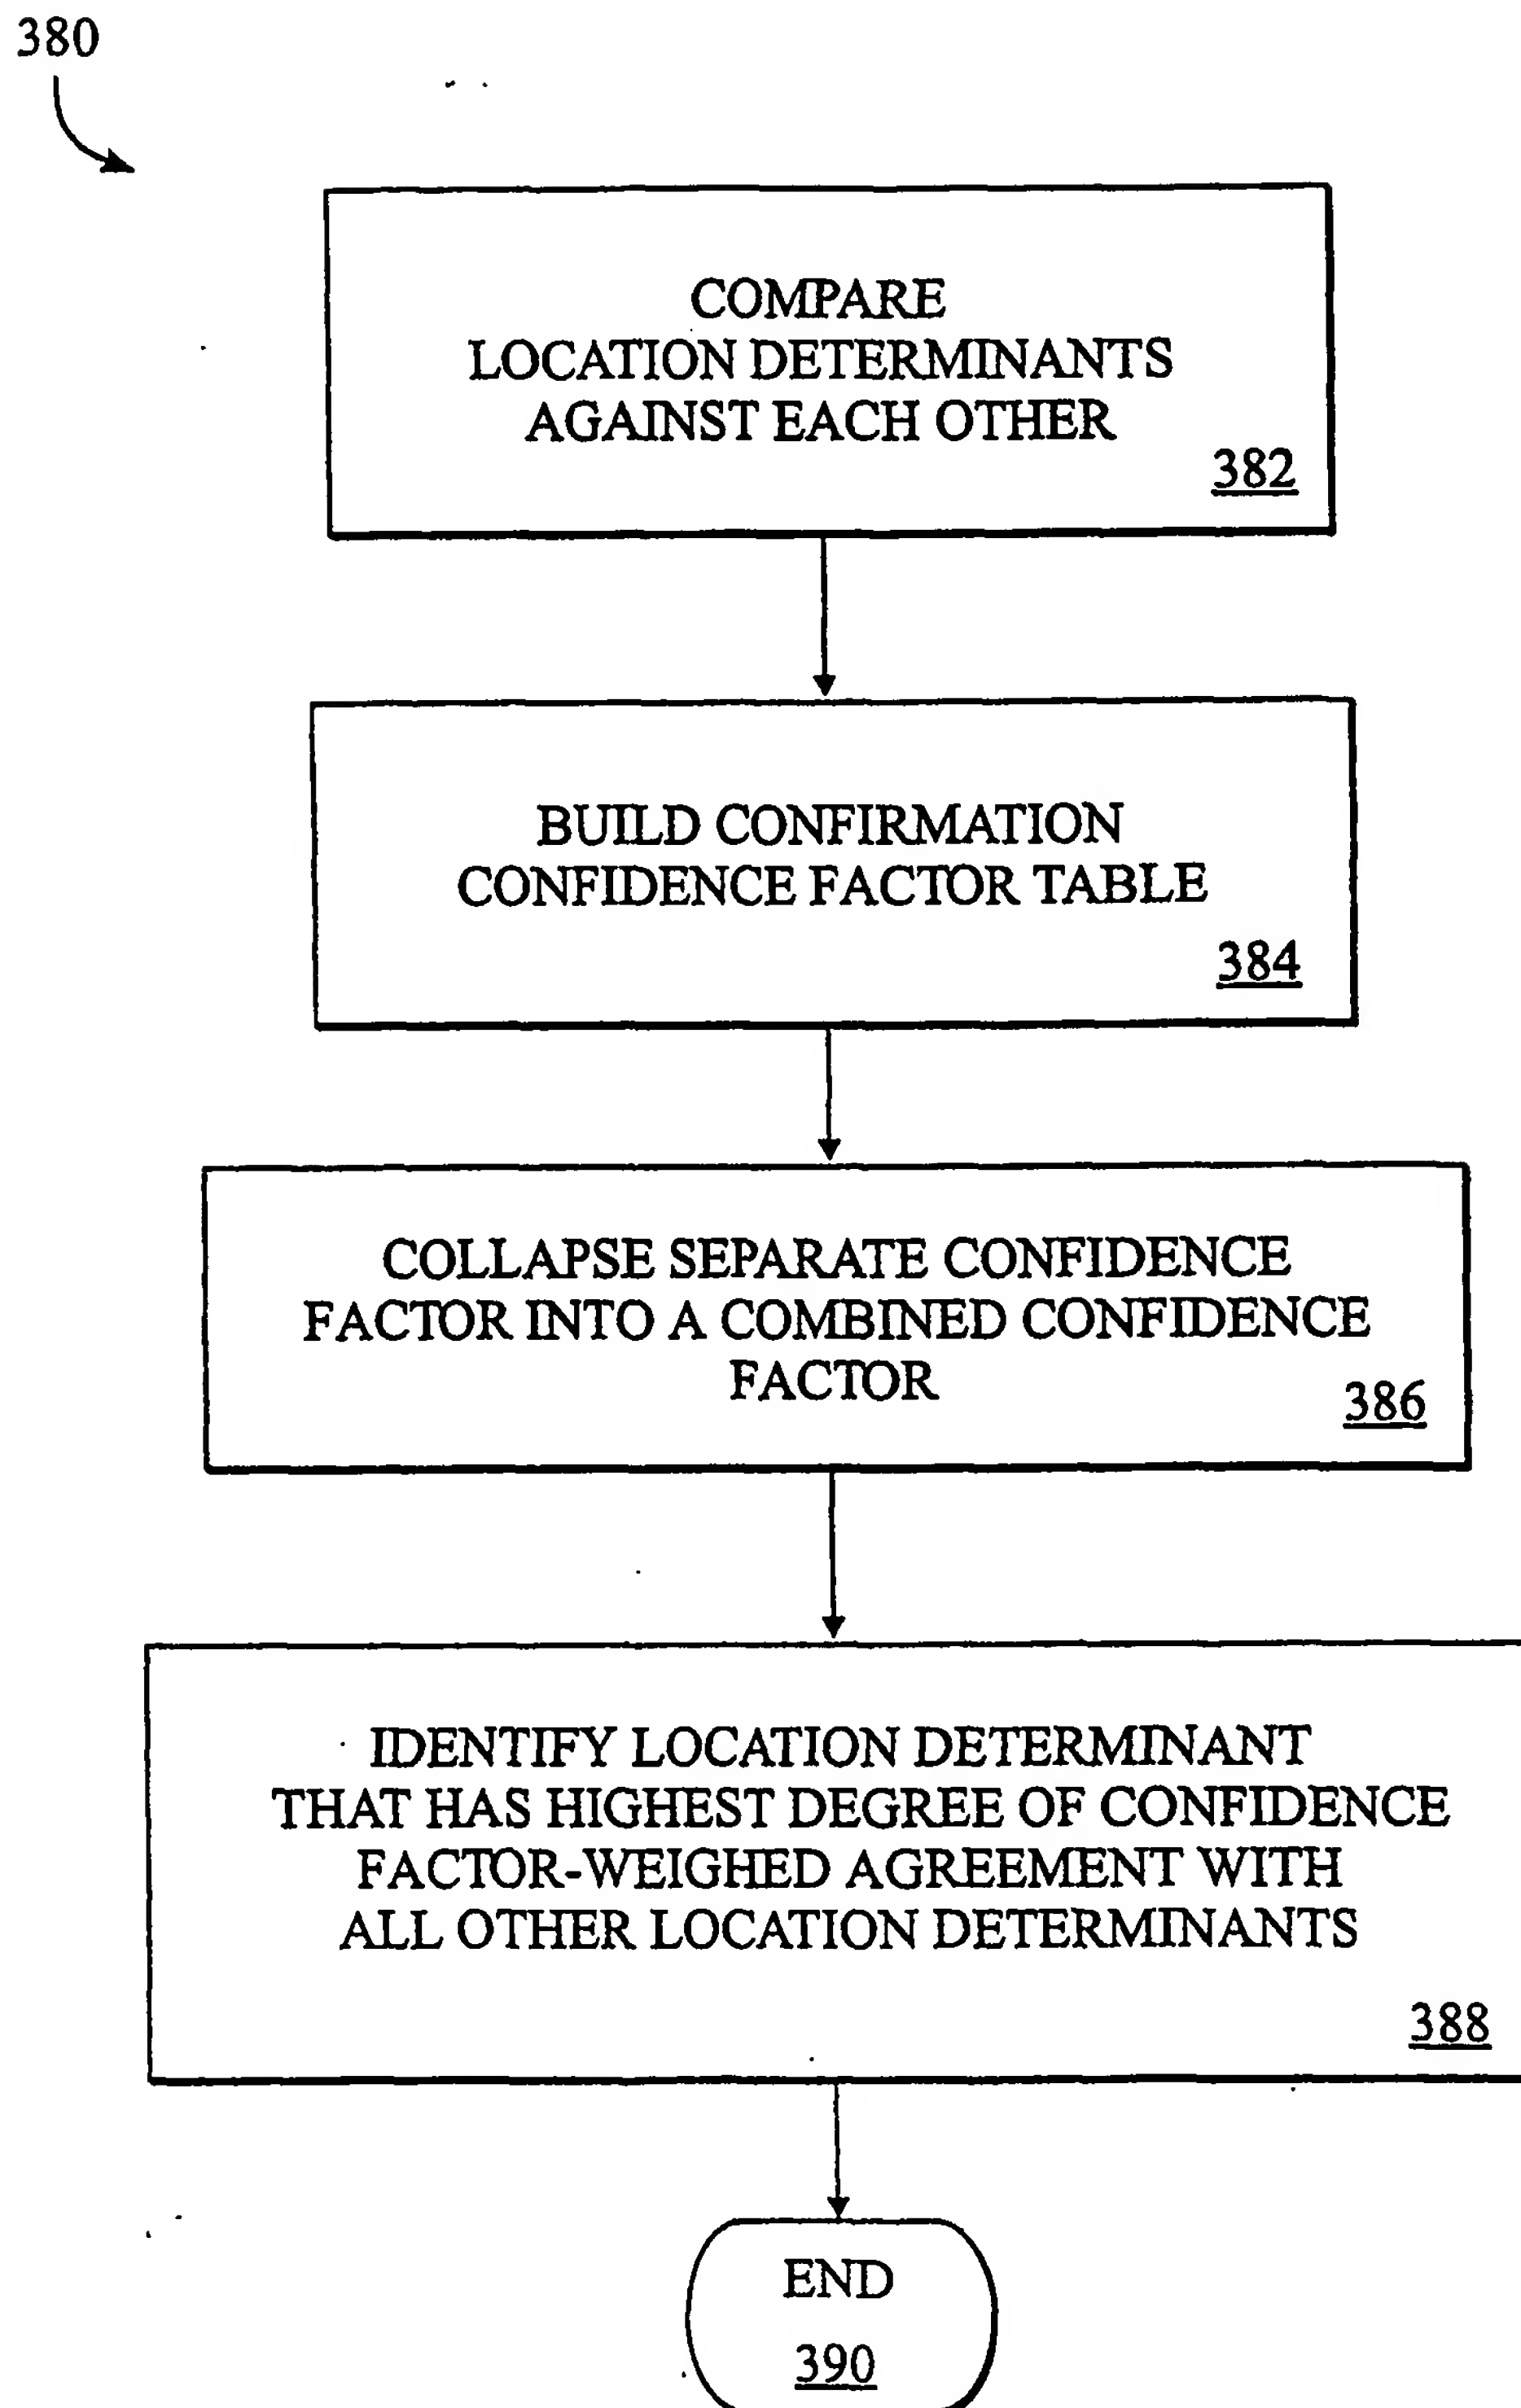 380
COMPARE
LOCATION DETERMINANTS
AGAINST EACH OTHER
382
BUILD CONFIRMATION
CONFIDENCE FACTOR TABLE
384
COLLAPSE SEPARATE CONFIDENCE
FACTOR INTO A COMBINED CONFIDENCE
FACTOR
386
IDENTIFY LOCATION DETERMINANT
THAT HAS HIGHEST DEGREE OF CONFIDENCE
FACTOR-WEIGHED AGREEMENT WITH
ALL OTHER LOCATION DETERMINANTS
388
END
390